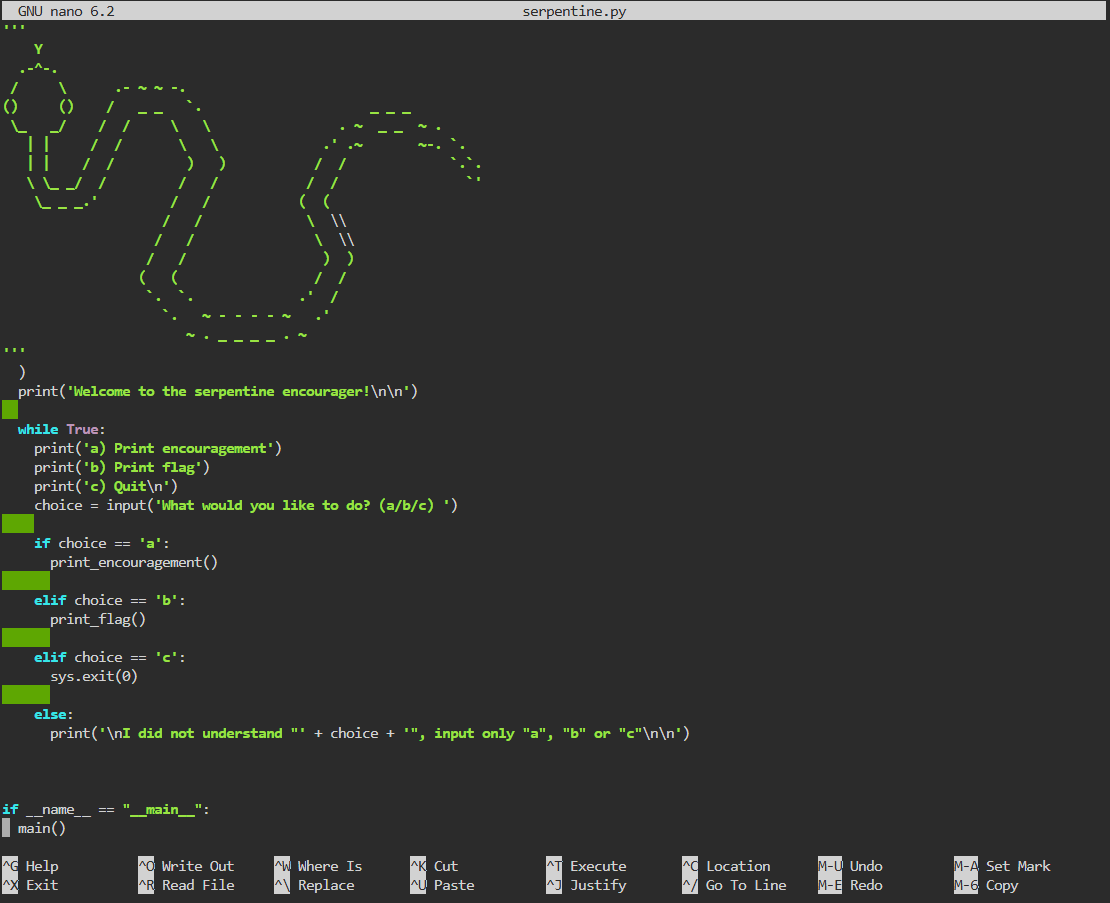 GNU nano 6.2                                                   serpentine.py
'''
    Y
  .-^-.
 /     \      .- ~ ~ -.
()     ()    /   _ _   `.                     _ _ _
 \_   _/    /  /     \   \                . ~  _ _  ~ .
   | |     /  /       \   \             .' .~       ~-. `.
   | |    /  /         )   )           /  /             `.`.
   \ \_ _/  /         /   /           /  /                `'
    \_ _ _.'         /   /           (  (
                    /   /             \  \\
                   /   /               \  \\
                  /   /                 )  )
                 (   (                 /  /
                  `.  `.             .'  /
                    `.   ~ - - - - ~   .'
                       ~ . _ _ _ _ . ~
'''
  )
  print('Welcome to the serpentine encourager!\n\n')
  while True:
    print('a) Print encouragement')
    print('b) Print flag')
    print('c) Quit\n')
    choice = input('What would you like to do? (a/b/c) ')
    if choice == 'a':
      print_encouragement()
    elif choice == 'b':
      print_flag()
    elif choice == 'c':
      sys.exit(0)
    else:
      print('\nI did not understand "' + choice + '", input only "a", "b" or "c"\n\n')
if __name__ == "__main__":
  main()
^G Help          ^O Write Out     ^W Where Is      ^K Cut           ^T Execute       ^C Location      M-U Undo         M-A Set Mark
^X Exit          ^R Read File     ^\ Replace       ^U Paste         ^J Justify       ^/ Go To Line    M-E Redo         M-6 Copy